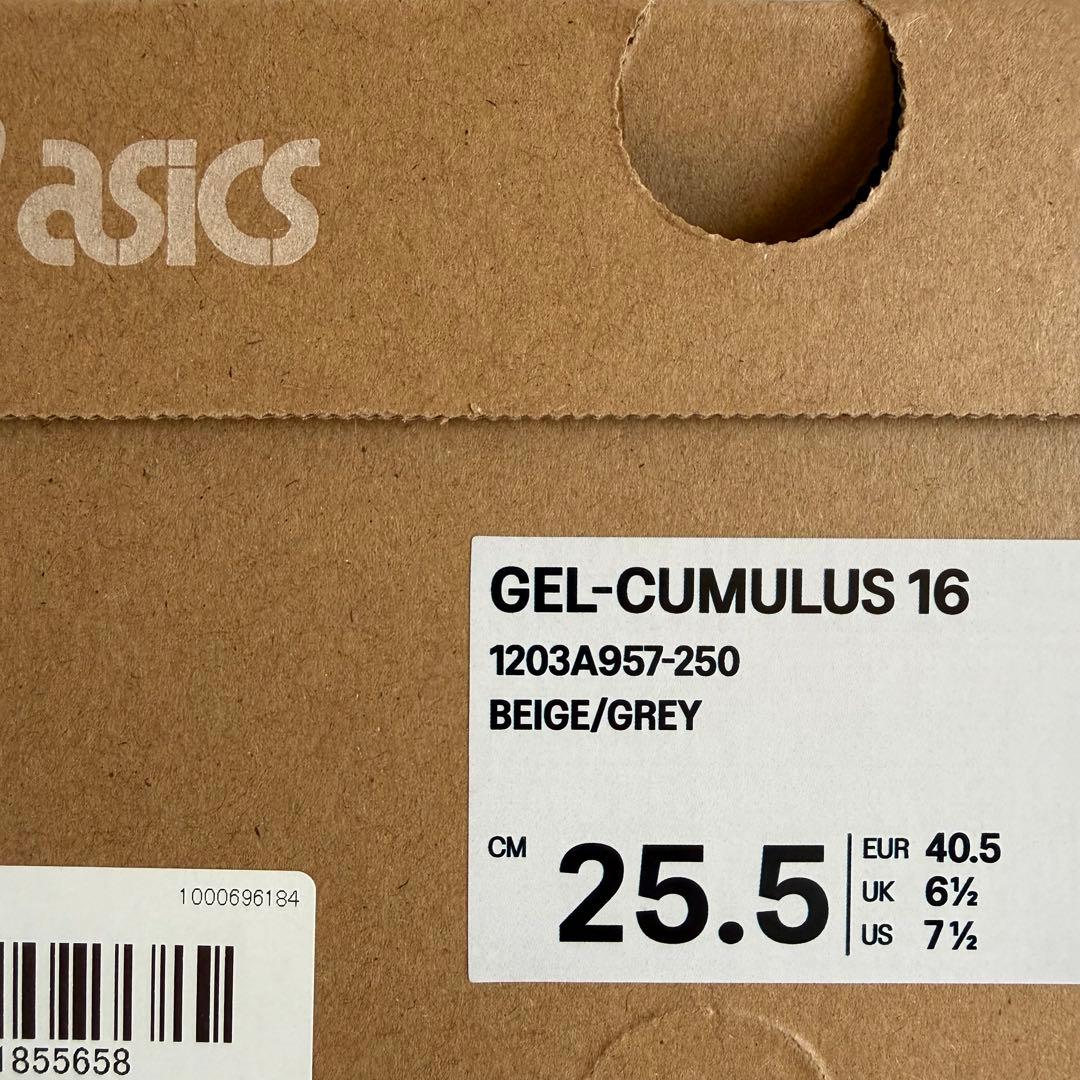 asics
GEL-CUMULUS 16
1203A957-250
BEIGE/GREY
CM 25.5
EUR 40.5
UK 6½
US 7½
1000696184
1855658